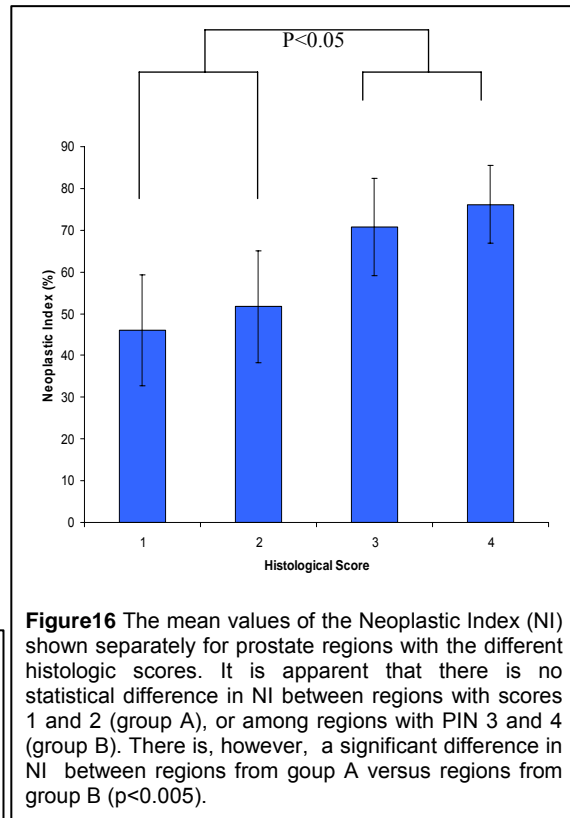 P<0.05
90
80
70
60
50
40
30
20
10
0
Neoplastic Index (%)
1 2 3 4
Histological Score
Figure16 The mean values of the Neoplastic Index (NI)
shown separately for prostate regions with the different
histologic scores. It is apparent that there is no
statistical difference in NI between regions with scores
1 and 2 (group A), or among regions with PIN 3 and 4
(group B). There is, however, a significant difference in
NI between regions from goup A versus regions from
group B (p<0.005).